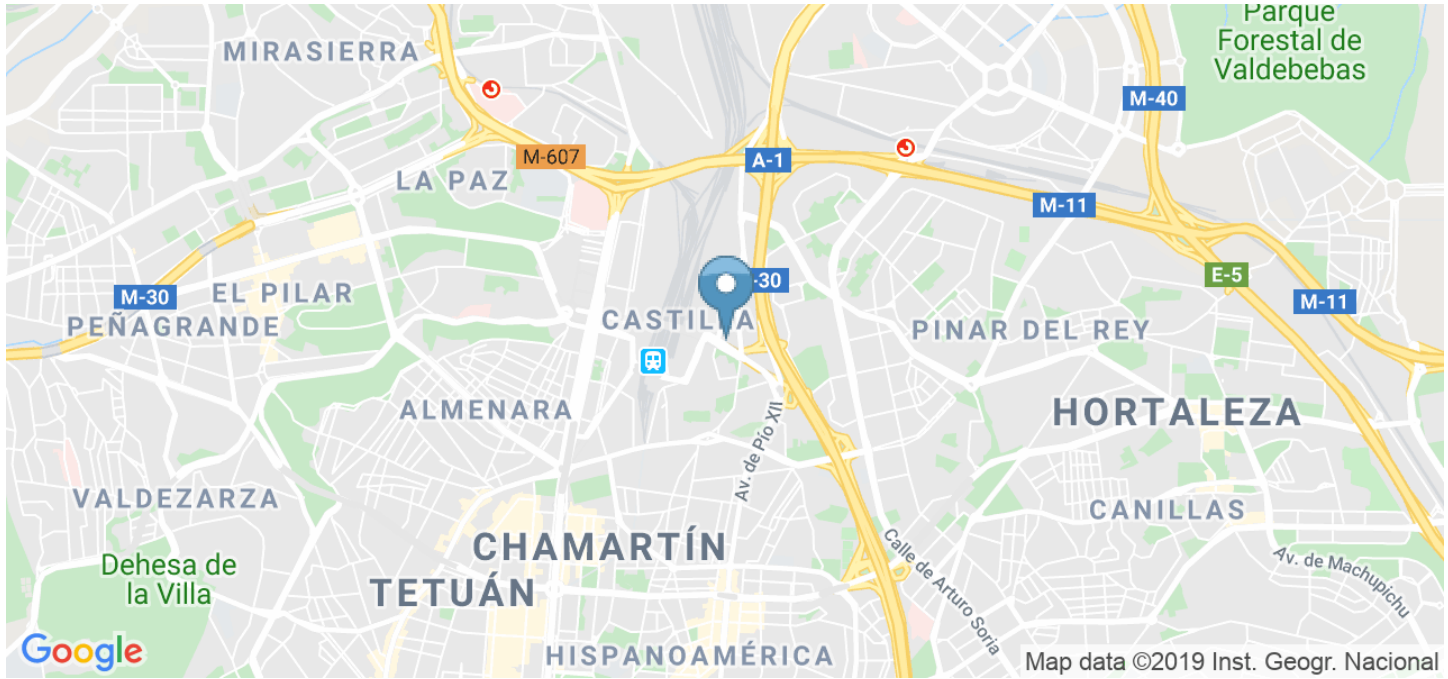 Parque
Forestal de
Valdebebas
MIRASIERRA
M-40
M-607
A-1
LA PAZ
M-11
E-5
-30
M-30
EL PILAR
M-11
CASTILLA
PEÑAGRANDE
PINAR DEL REY
ALMENARA
HORTALEZA
Av. de Pío XII
VALDEZARZA
CANILLAS
CHAMARTÍN
Dehesa de
la Villa
TETUÁN
Calle de Arturo Soria
Av. de Machupichu
HISPANOAMÉRICA
Google
Map data ©2019 Inst. Geogr. Nacional